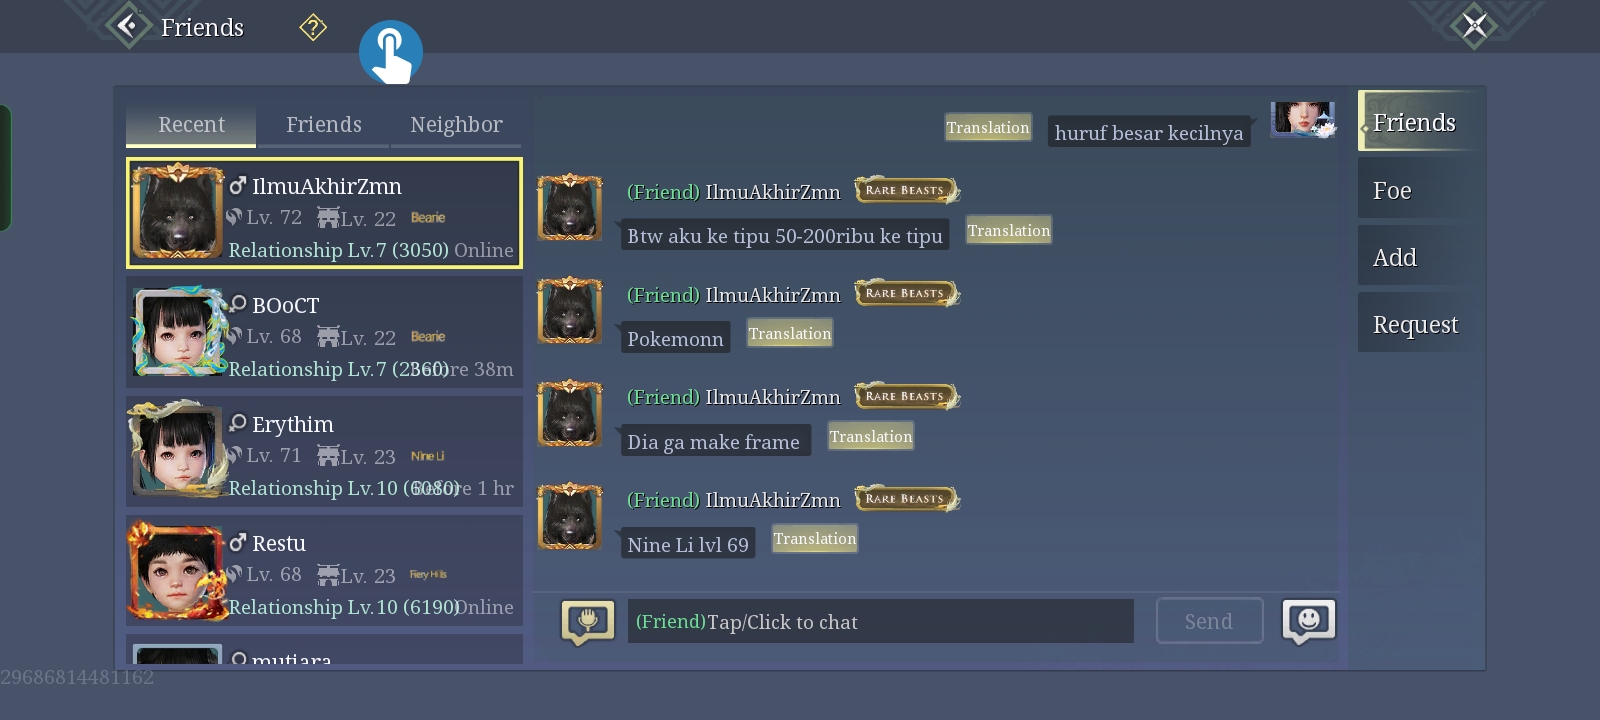 Friends
?
Recent
Friends
Neighbor
IlmuAkhirZmn
Lv. 72 Lv. 22 Bearie
Relationship Lv.7 (3050) Online
BOoCT
Lv. 68 Lv. 22 Bearie
Relationship Lv.7 (2360) Before 38m
Erythim
Lv. 71 Lv. 23 Nine Li
Relationship Lv.10 (6080) Before 1 hr
Restu
Lv. 68 Lv. 23 Fiery Hills
Relationship Lv.10 (6190) Online
mutiara
Translation huruf besar kecilnya
(Friend) IlmuAkhirZmn RARE BEASTS
Btw aku ke tipu 50-200ribu ke tipu Translation
(Friend) IlmuAkhirZmn RARE BEASTS
Pokemonn Translation
(Friend) IlmuAkhirZmn RARE BEASTS
Dia ga make frame Translation
(Friend) IlmuAkhirZmn RARE BEASTS
Nine Li lvl 69 Translation
(Friend)Tap/Click to chat
Send
Friends
Foe
Add
Request
29686814481162